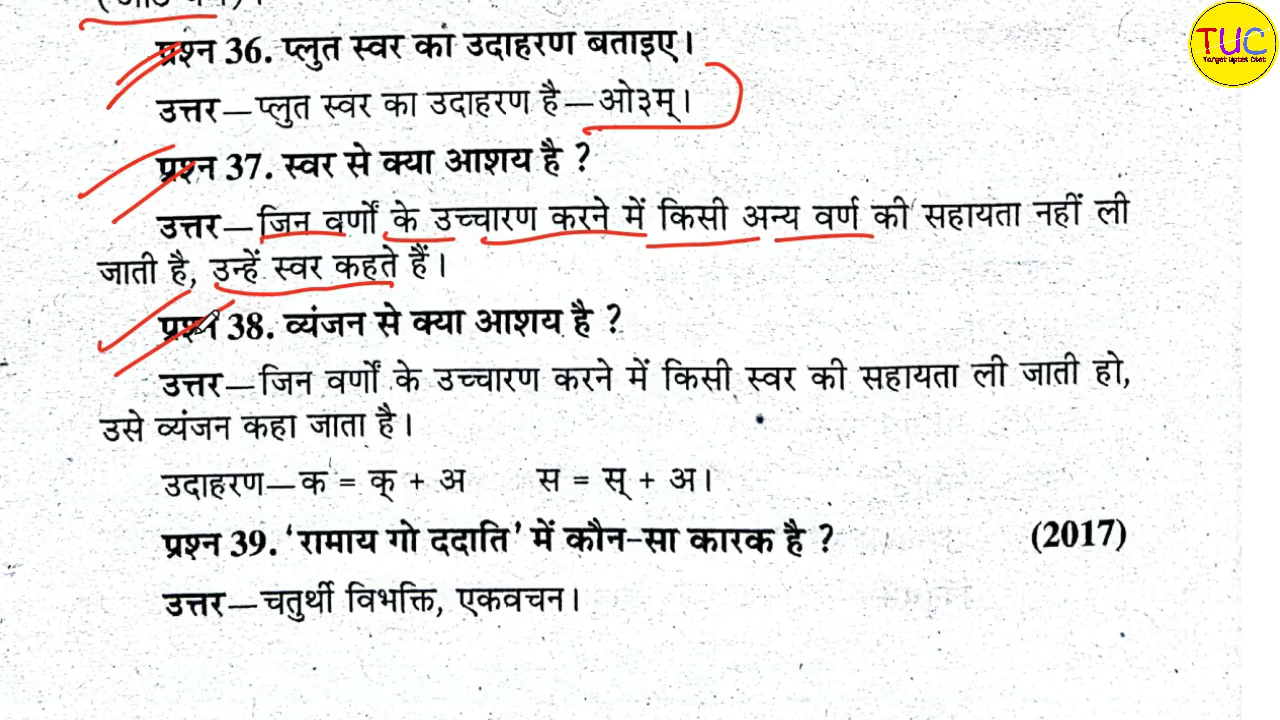 TUC
Target Uptet Ctet
प्रश्न 36. प्लुत स्वर का उदाहरण बताइए।
उत्तर—प्लुत स्वर का उदाहरण है—ओ३म्।
प्रश्न 37. स्वर से क्या आशय है ?
उत्तर—जिन वर्णों के उच्चारण करने में किसी अन्य वर्ण की सहायता नहीं ली
जाती है, उन्हें स्वर कहते हैं।
प्रश्न 38. व्यंजन से क्या आशय है ?
उत्तर—जिन वर्णों के उच्चारण करने में किसी स्वर की सहायता ली जाती हो,
उसे व्यंजन कहा जाता है।
उदाहरण—क = क् + अ स = स् + अ।
प्रश्न 39. ‘रामाय गो ददाति’ में कौन-सा कारक है ? (2017)
उत्तर—चतुर्थी विभक्ति, एकवचन।